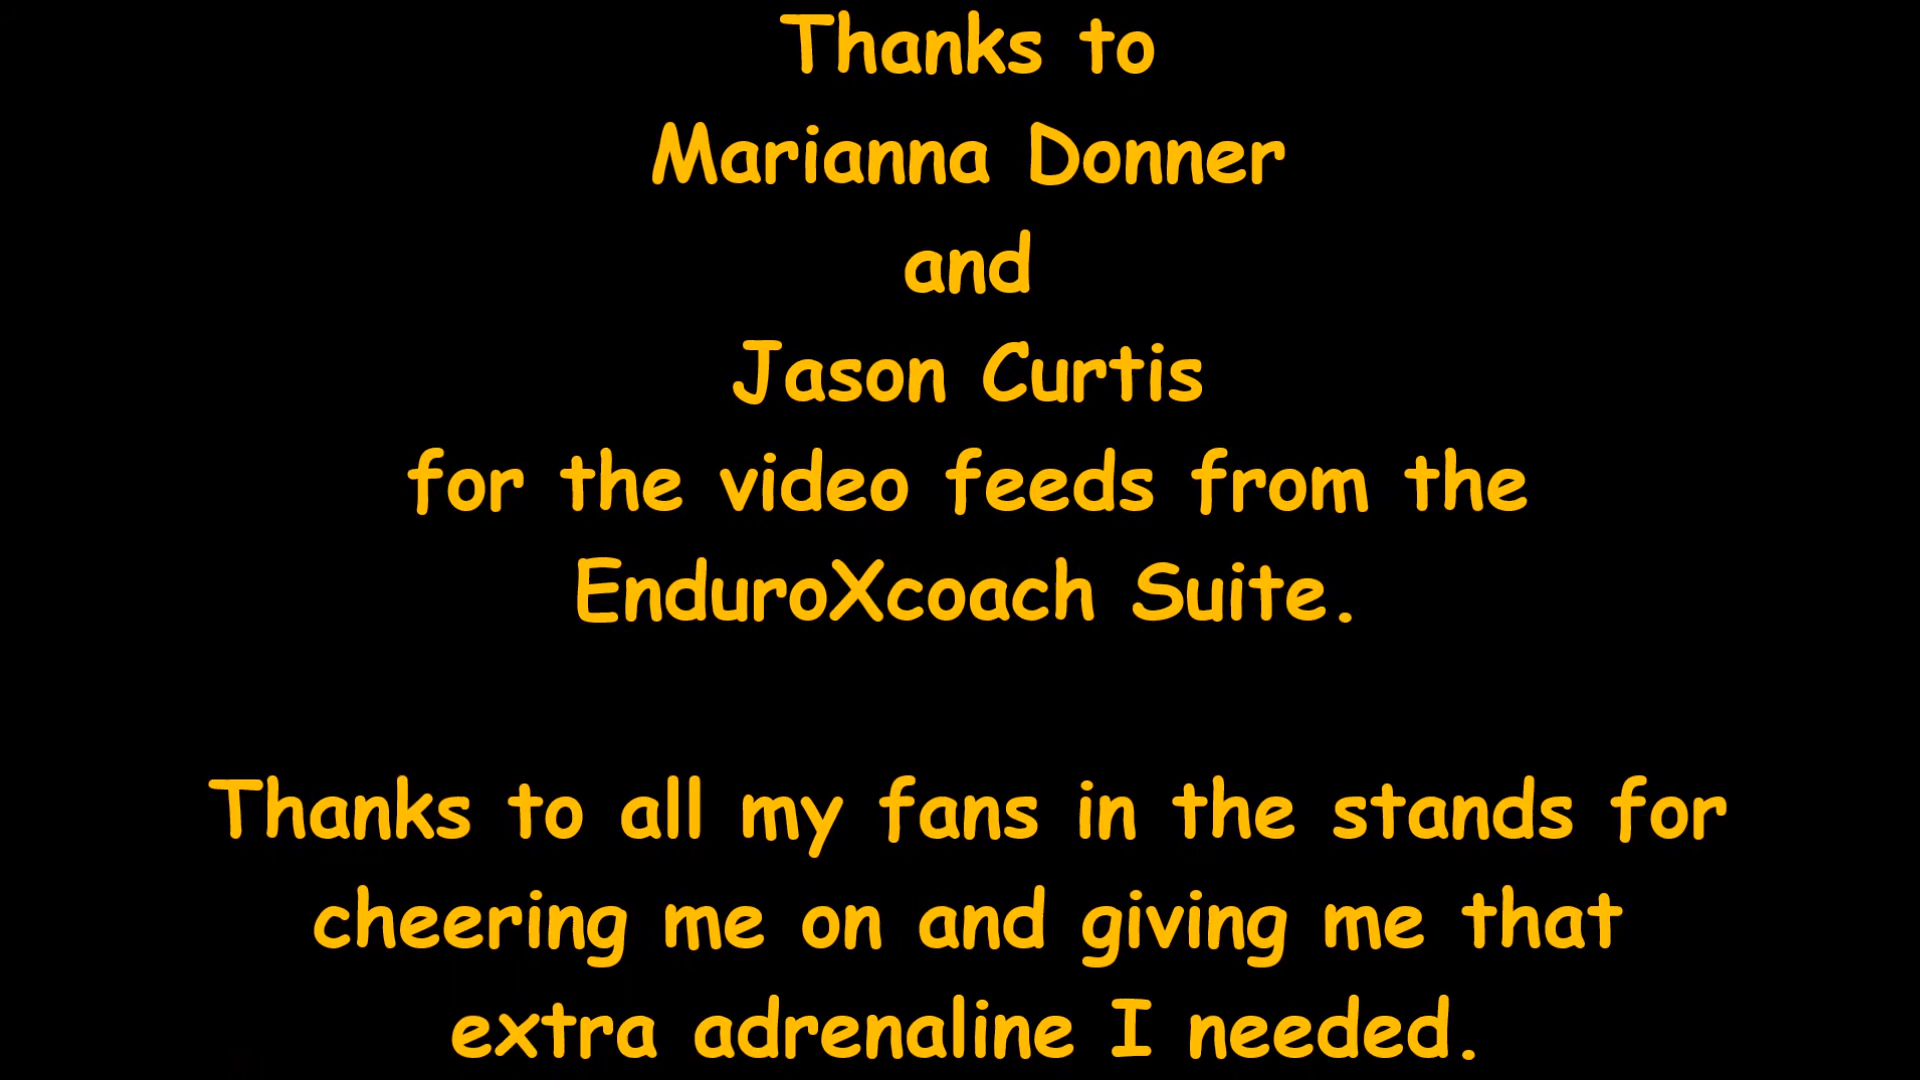 Thanks to
Marianna Donner
and
Jason Curtis
for the video feeds from the
EnduroXcoach Suite.
Thanks to all my fans in the stands for
cheering me on and giving me that
extra adrenaline I needed.